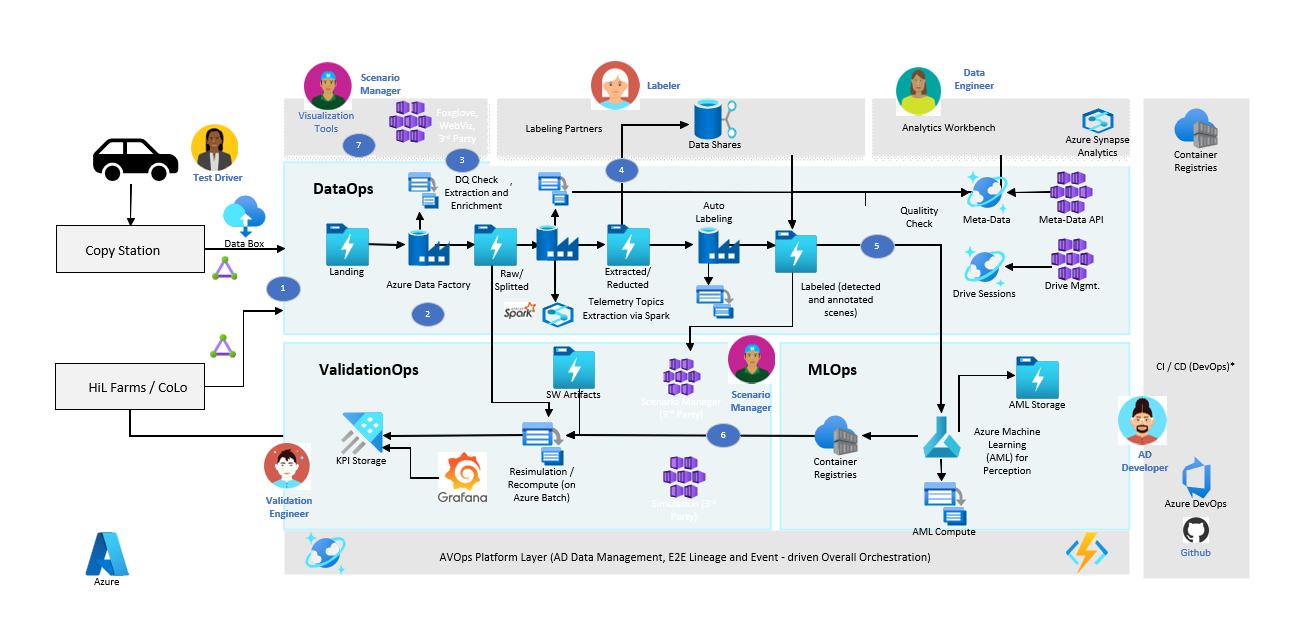 Scenario
Manager
Visualization
Tools
Foxglove,
WebViz,
3rd Party
7
3
Labeler
Labeling Partners
Data Shares
4
Data
Engineer
Analytics Workbench
Azure Synapse
Analytics
Container
Registries
Test Driver
Data Box
Copy Station
1
HiL Farms / CoLo
DataOps
DQ Check ,
Extraction and
Enrichment
Landing
Azure Data Factory
2
Raw/
Splitted
APACHE
Spark
Telemetry Topics
Extraction via Spark
Extracted/
Reducted
Auto
Labeling
Labeled (detected
and annotated
scenes)
5
Qualitity
Check
Meta-Data
Meta-Data API
Drive Sessions
Drive Mgmt.
ValidationOps
SW Artifacts
KPI Storage
Grafana
Resimulation /
Recompute (on
Azure Batch)
Scenario Manager
(3rd Party)
Scenario
Manager
6
Simulation (3rd
Party)
Validation
Engineer
MLOps
Container
Registries
AML Storage
Azure Machine
Learning
(AML) for
Perception
AML Compute
CI / CD (DevOps)*
AD
Developer
Azure DevOps
Github
AVOps Platform Layer (AD Data Management, E2E Lineage and Event - driven Overall Orchestration)
Azure